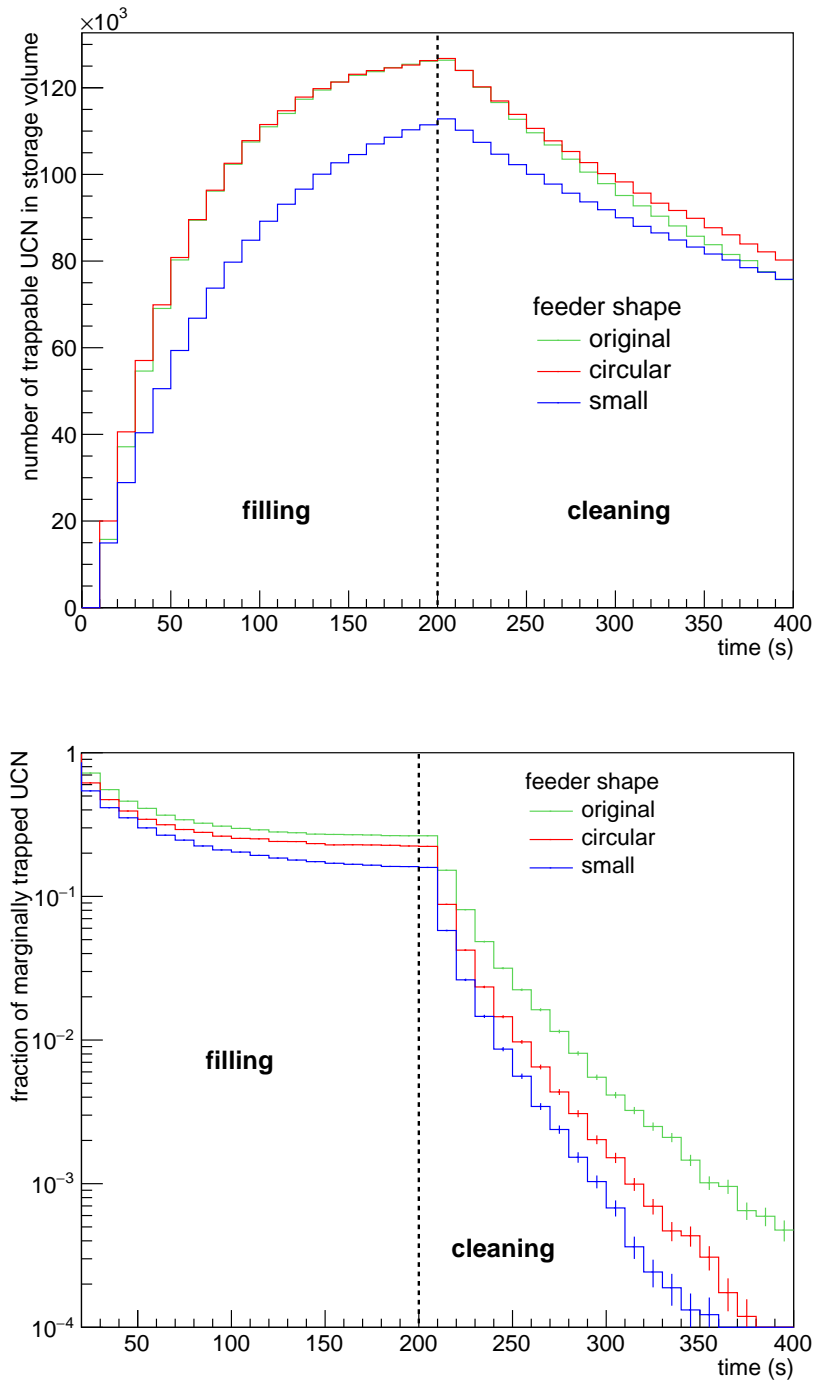 ×10³
120
100
80
60
40
20
0
number of trappable UCN in storage volume
feeder shape
original
circular
small
filling
cleaning
0 50 100 150 200 250 300 350 400
time (s)
1
10⁻¹
10⁻²
10⁻³
10⁻⁴
fraction of marginally trapped UCN
feeder shape
original
circular
small
filling
cleaning
50 100 150 200 250 300 350 400
time (s)